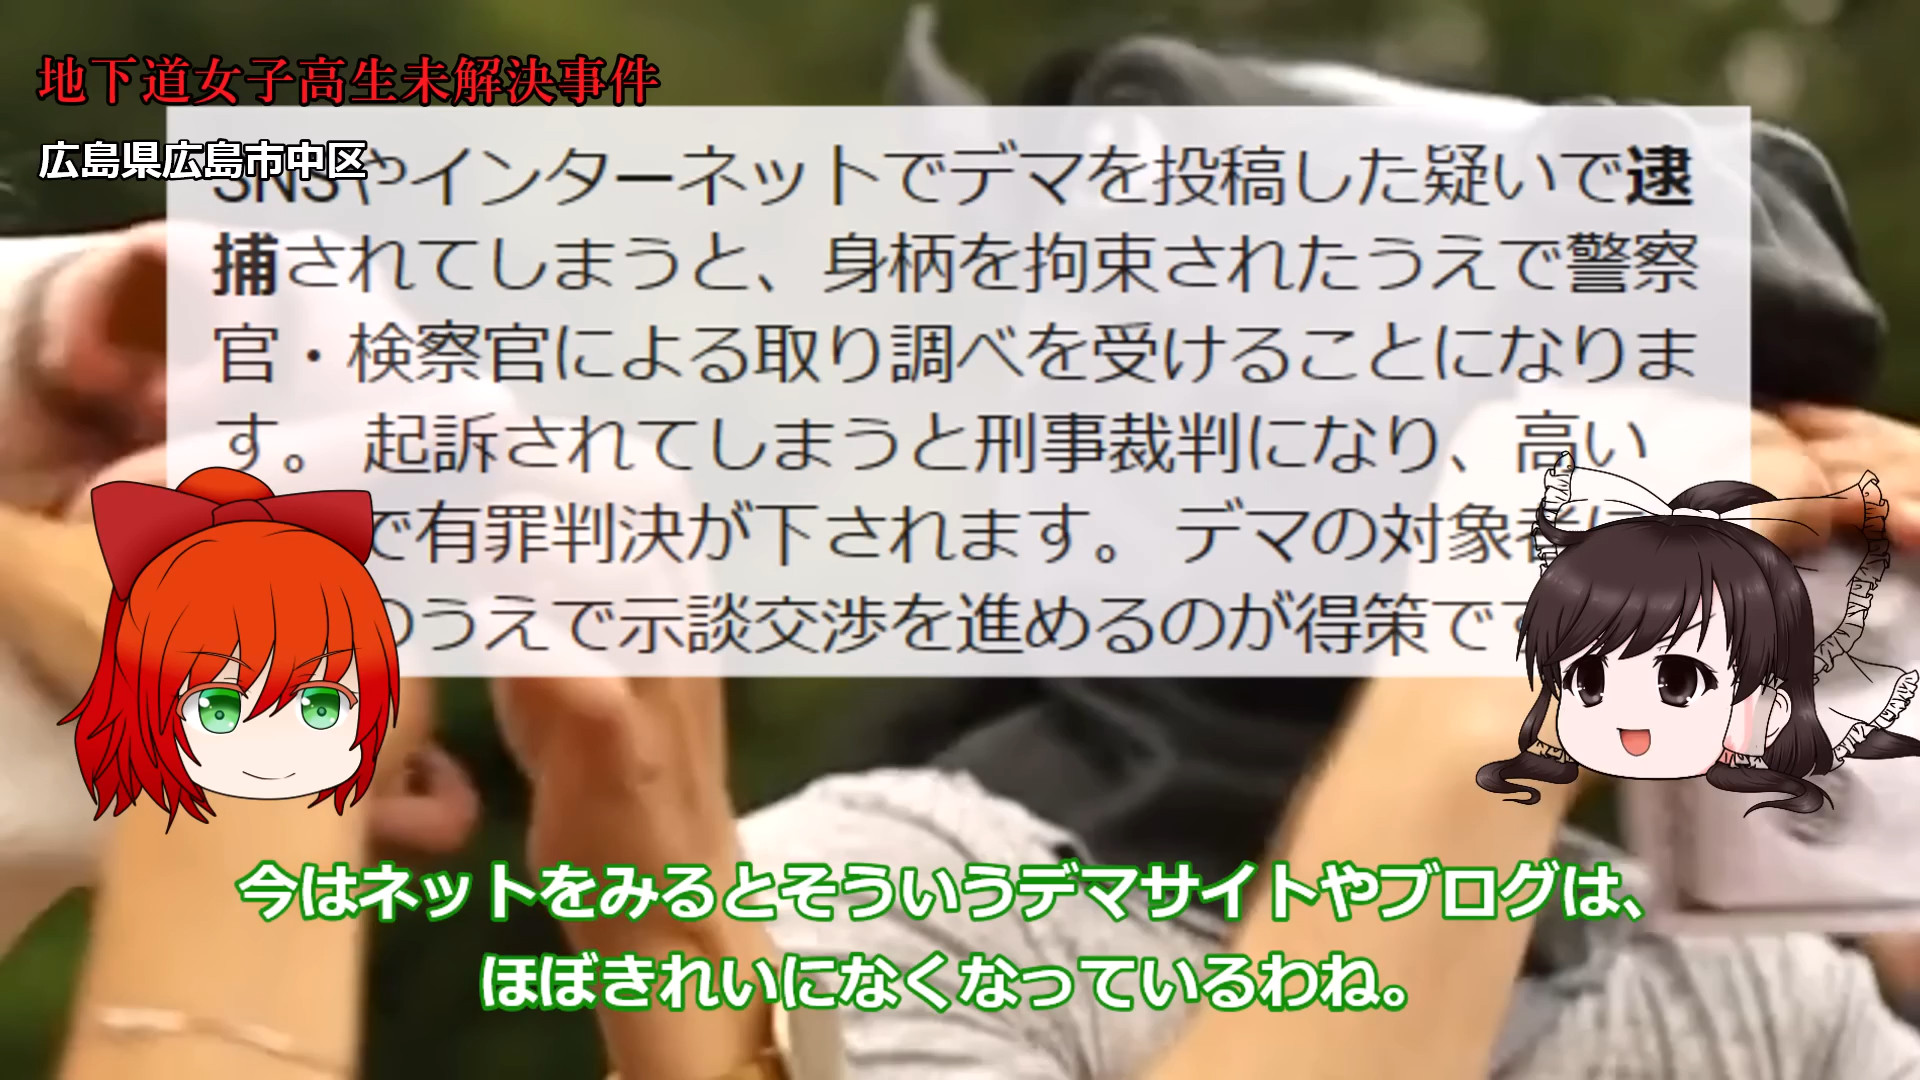 地下道女子高生未解決事件
広島県広島市中区
SNSやインターネットでデマを投稿した疑いで逮
捕されてしまうと、身柄を拘束されたうえで警察
官・検察官による取り調べを受けることになりま
す。 起訴されてしまうと刑事裁判になり、高い
で有罪判決が下されます。 デマの対象者に
のうえで示談交渉を進めるのが得策で
今はネットをみるとそういうデマサイトやブログは、
ほぼきれいになくなっているわね。